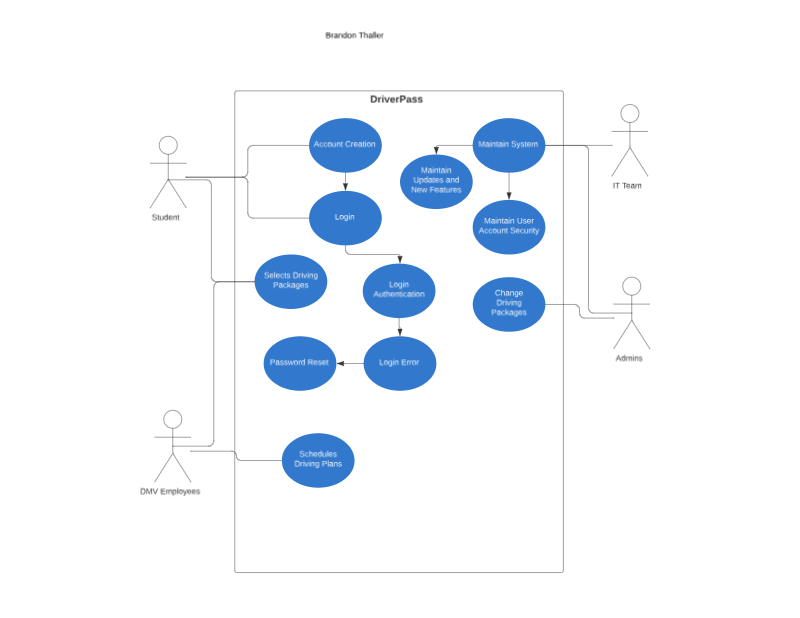 Brandon Thaller
DriverPass
Account Creation
Maintain System
Maintain
Updates and
New Features
IT Team
Student
Login
Maintain User
Account Security
Selects Driving
Packages
Login
Authentication
Change
Driving
Packages
Admins
Password Reset
Login Error
Schedules
Driving Plans
DMV Employees